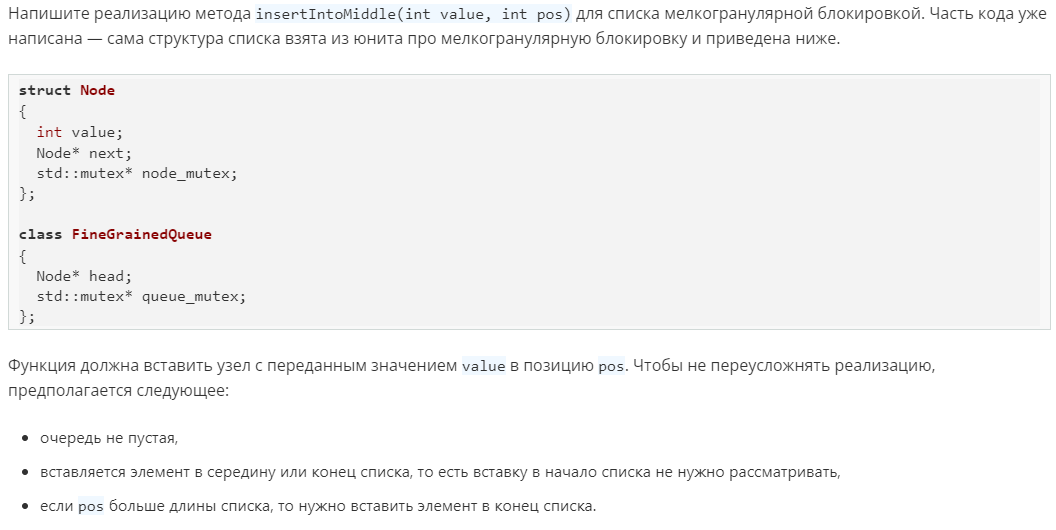 Напишите реализацию метода insertIntoMiddle(int value, int pos) для списка мелкогранулярной блокировкой. Часть кода уже
написана — сама структура списка взята из юнита про мелкогранулярную блокировку и приведена ниже.
struct Node
{
  int value;
  Node* next;
  std::mutex* node_mutex;
};
class FineGrainedQueue
{
  Node* head;
  std::mutex* queue_mutex;
};
Функция должна вставить узел с переданным значением value в позицию pos. Чтобы не переусложнять реализацию,
предполагается следующее:
• очередь не пустая,
• вставляется элемент в середину или конец списка, то есть вставку в начало списка не нужно рассматривать,
• если pos больше длины списка, то нужно вставить элемент в конец списка.